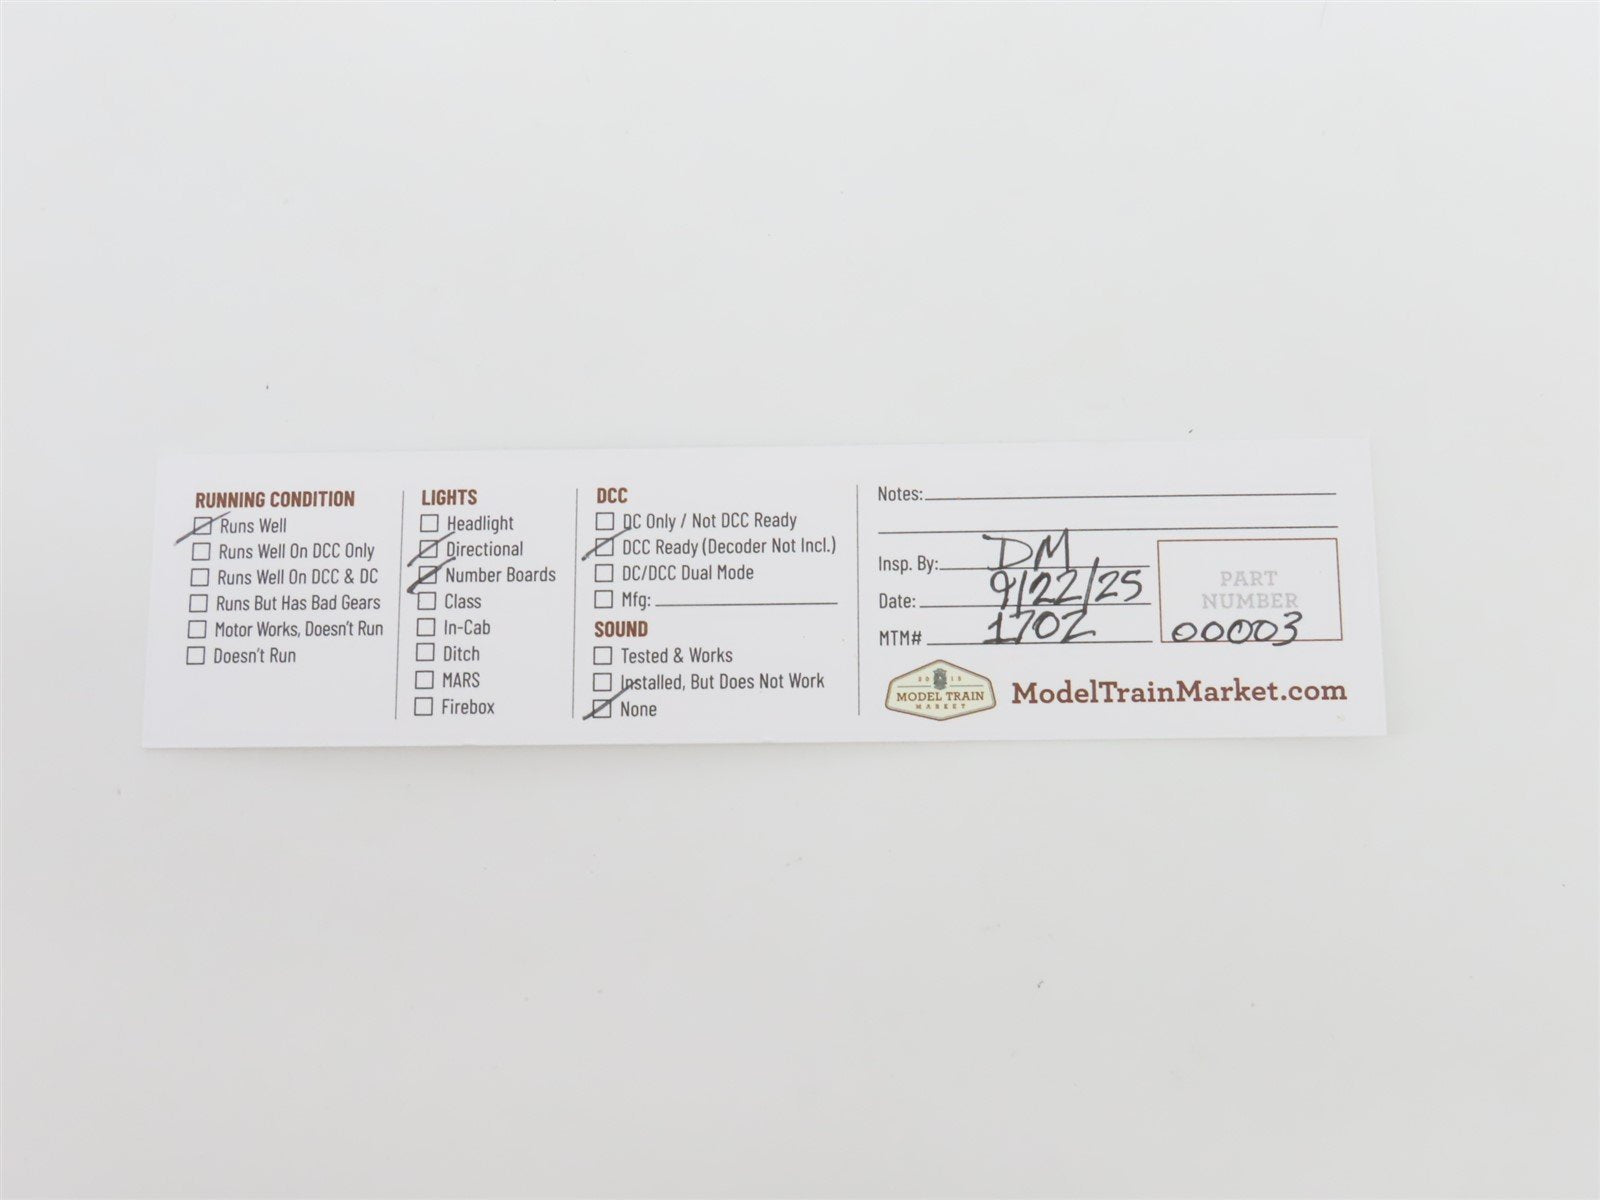 RUNNING CONDITION
Runs Well
Runs Well On DCC Only
Runs Well On DCC & DC
Runs But Has Bad Gears
Motor Works, Doesn't Run
Doesn't Run
LIGHTS
Headlight
Directional
Number Boards
Class
In-Cab
Ditch
MARS
Firebox
DCC
DC Only / Not DCC Ready
DCC Ready (Decoder Not Incl.)
DC/DCC Dual Mode
Mfg:
SOUND
Tested & Works
Installed, But Does Not Work
None
Notes:
Insp. By: DM
Date: 9/22/25
MTM# 1702
PART
NUMBER
00003
2015
MODEL TRAIN
MARKET
ModelTrainMarket.com